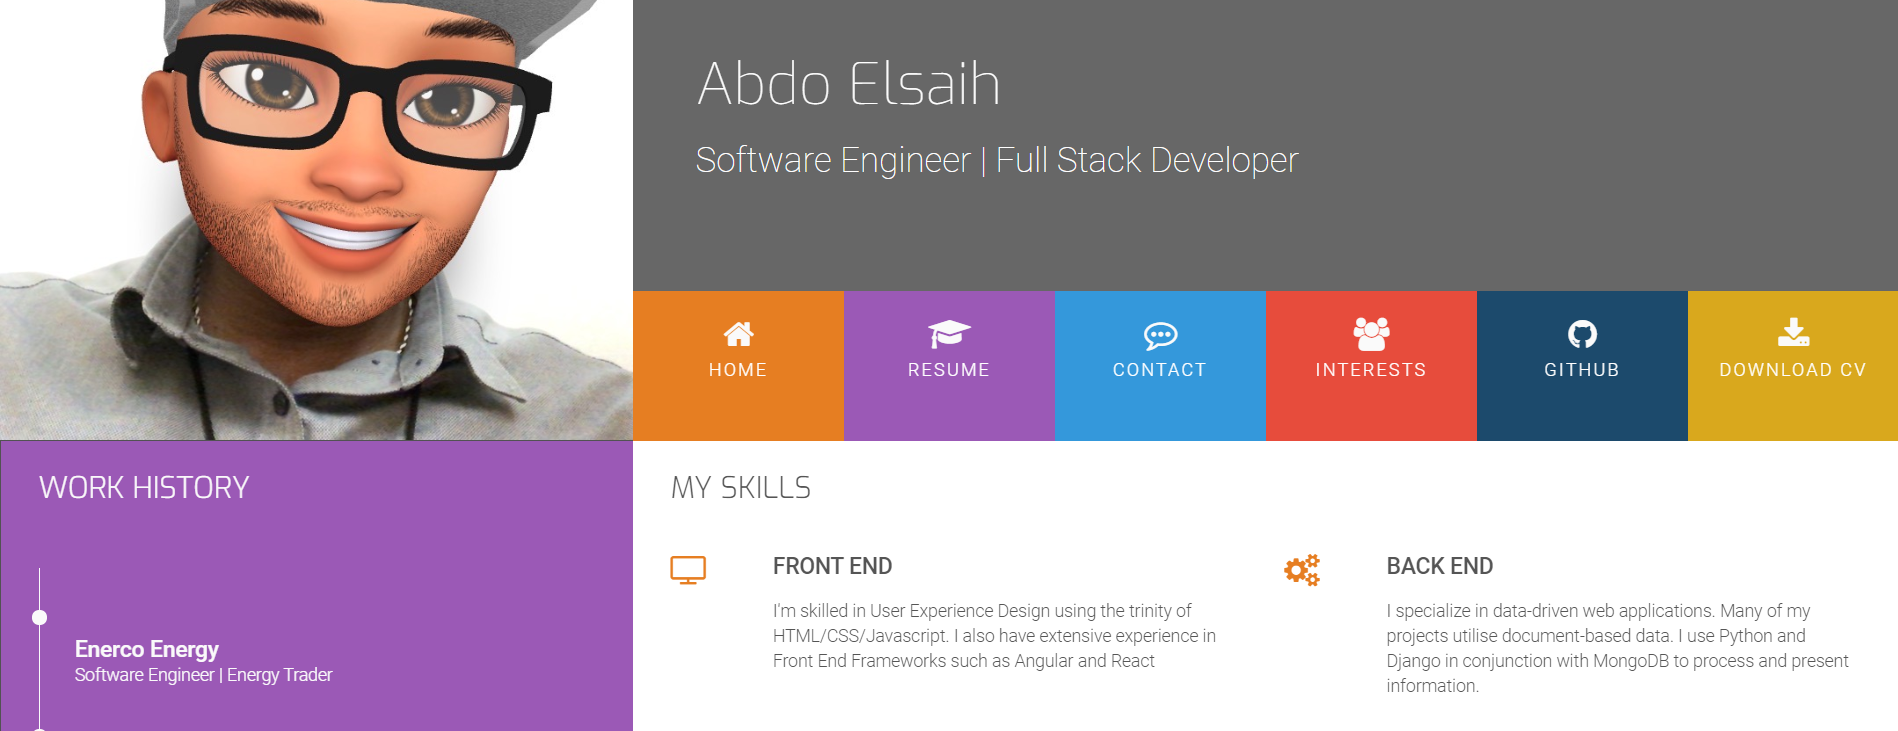 Abdo Elsaih
Software Engineer | Full Stack Developer
HOME
RESUME
CONTACT
INTERESTS
GITHUB
DOWNLOAD CV
WORK HISTORY
Enerco Energy
Software Engineer | Energy Trader
MY SKILLS
FRONT END
I'm skilled in User Experience Design using the trinity of
HTML/CSS/Javascript. I also have extensive experience in
Front End Frameworks such as Angular and React
BACK END
I specialize in data-driven web applications. Many of my
projects utilise document-based data. I use Python and
Django in conjunction with MongoDB to process and present
information.